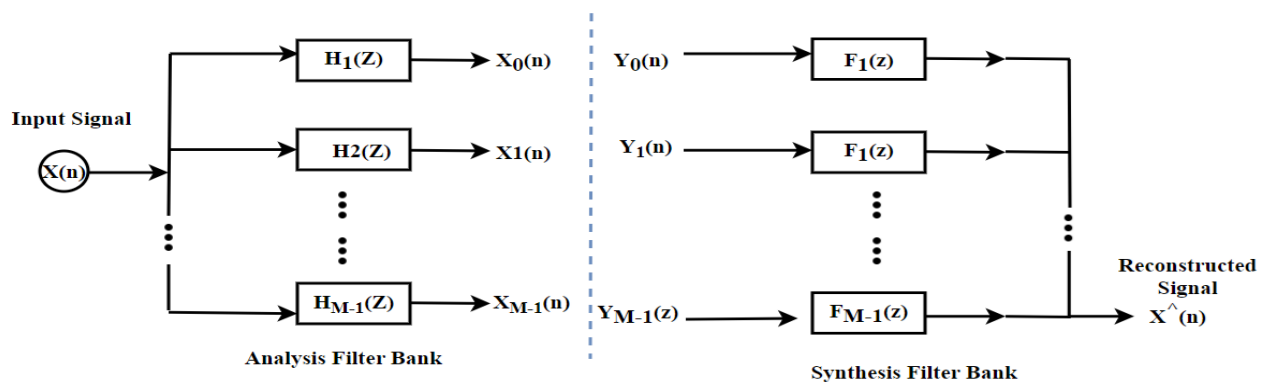 Input Signal
X(n)
H1(Z)
X0(n)
H2(Z)
X1(n)
HM-1(Z)
XM-1(n)
Analysis Filter Bank
Y0(n)
F1(z)
Y1(n)
F1(z)
YM-1(z)
FM-1(z)
Reconstructed
Signal
X^(n)
Synthesis Filter Bank